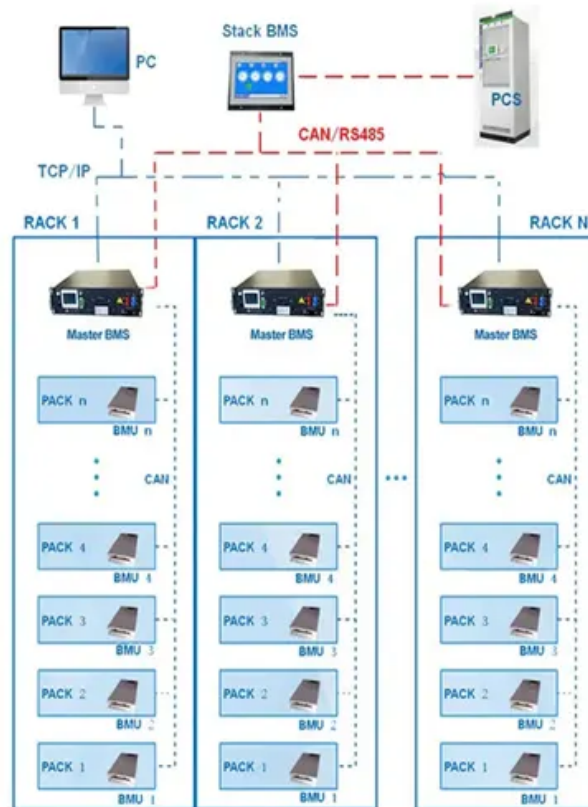 PC
Stack BMS
PCS
CAN/RS485
TCP/IP
RACK 1
RACK 2
RACK N
Master BMS
Master BMS
Master BMS
PACK n
BMU n
PACK n
BMU n
PACK n
BMU n
CAN
CAN
CAN
PACK 4
BMU 4
PACK 4
BMU 4
PACK 4
BMU 4
PACK 3
BMU 3
PACK 3
BMU 3
PACK 3
BMU 3
PACK 2
BMU 2
PACK 2
BMU 2
PACK 2
BMU 2
PACK 1
BMU 1
PACK 1
BMU 1
PACK 1
BMU 1